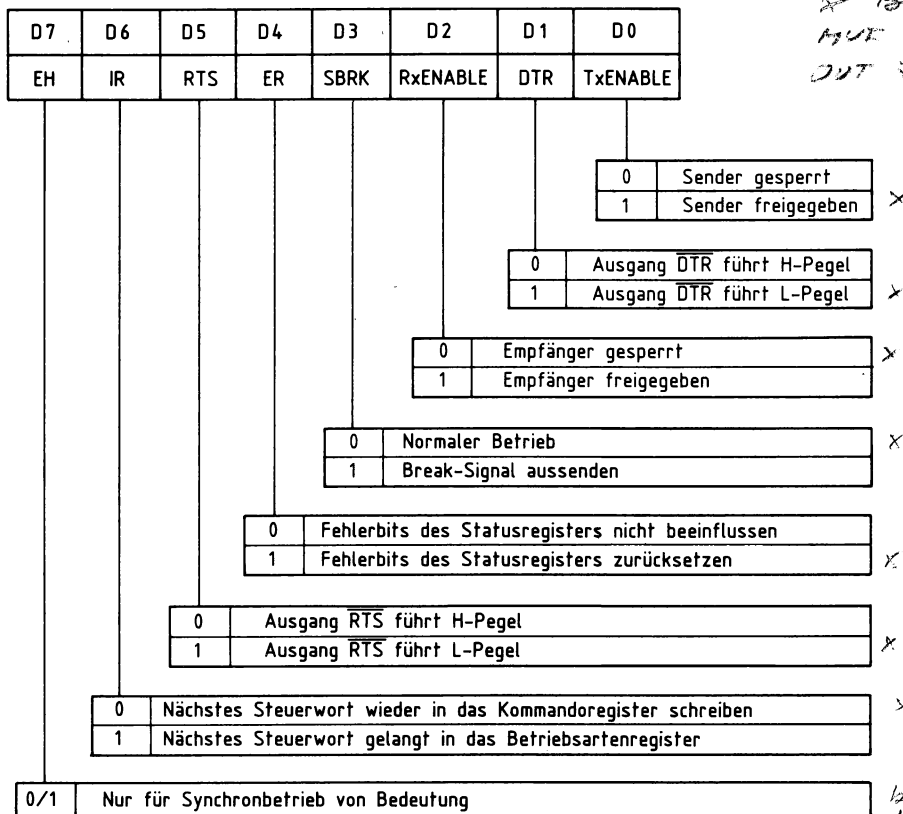 D7 D6 D5 D4 D3 D2 D1 D0
EH IR RTS ER SBRK RxENABLE DTR TxENABLE
OUT
0 Sender gesperrt
1 Sender freigegeben x
0 Ausgang D̅T̅R̅ führt H-Pegel
1 Ausgang D̅T̅R̅ führt L-Pegel x
0 Empfänger gesperrt x
1 Empfänger freigegeben
0 Normaler Betrieb x
1 Break-Signal aussenden
0 Fehlerbits des Statusregisters nicht beeinflussen
1 Fehlerbits des Statusregisters zurücksetzen x
0 Ausgang R̅T̅S̅ führt H-Pegel
1 Ausgang R̅T̅S̅ führt L-Pegel x
0 Nächstes Steuerwort wieder in das Kommandoregister schreiben
1 Nächstes Steuerwort gelangt in das Betriebsartenregister
0/1 Nur für Synchronbetrieb von Bedeutung